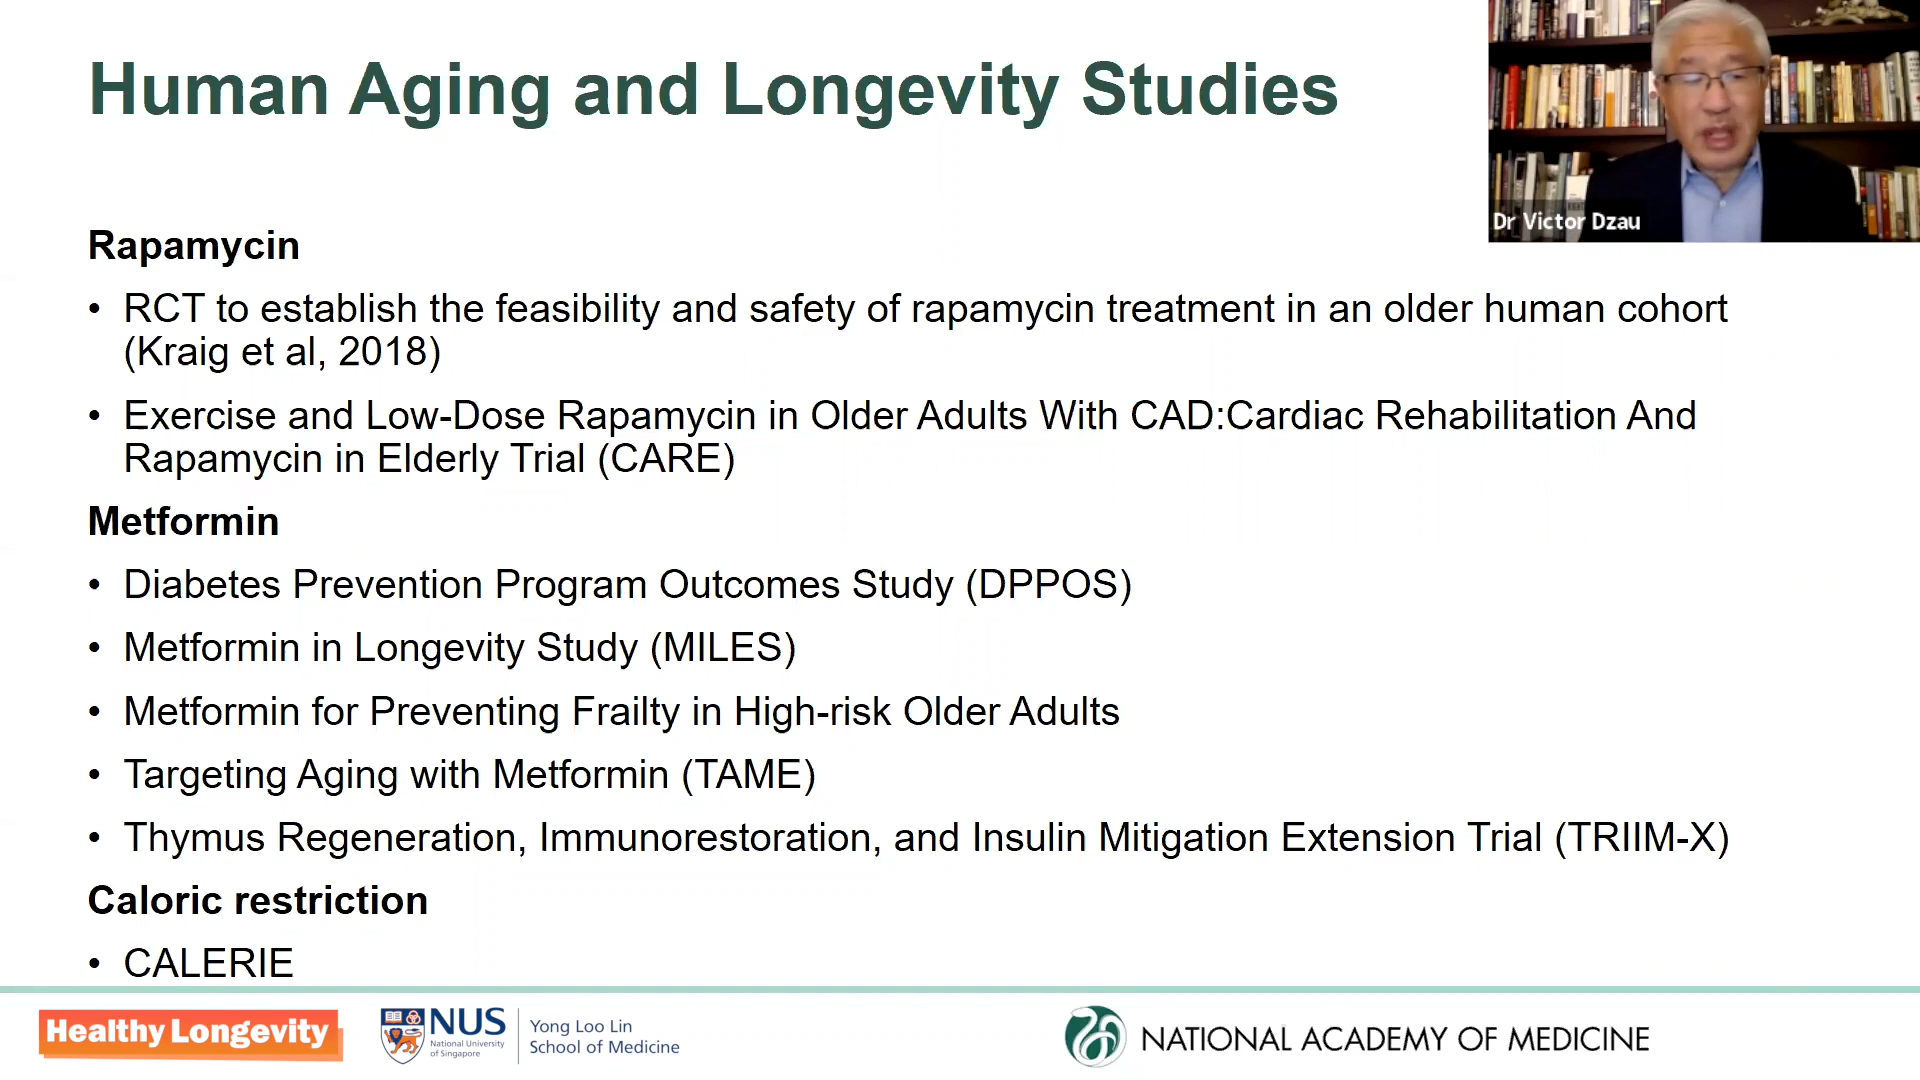 Human Aging and Longevity Studies
Dr Victor Dzau
Rapamycin
• RCT to establish the feasibility and safety of rapamycin treatment in an older human cohort
(Kraig et al, 2018)
• Exercise and Low-Dose Rapamycin in Older Adults With CAD:Cardiac Rehabilitation And
Rapamycin in Elderly Trial (CARE)
Metformin
• Diabetes Prevention Program Outcomes Study (DPPOS)
• Metformin in Longevity Study (MILES)
• Metformin for Preventing Frailty in High-risk Older Adults
• Targeting Aging with Metformin (TAME)
• Thymus Regeneration, Immunorestoration, and Insulin Mitigation Extension Trial (TRIIM-X)
Caloric restriction
• CALERIE
Healthy Longevity
NUS
National University
of Singapore
Yong Loo Lin
School of Medicine
NATIONAL ACADEMY OF MEDICINE